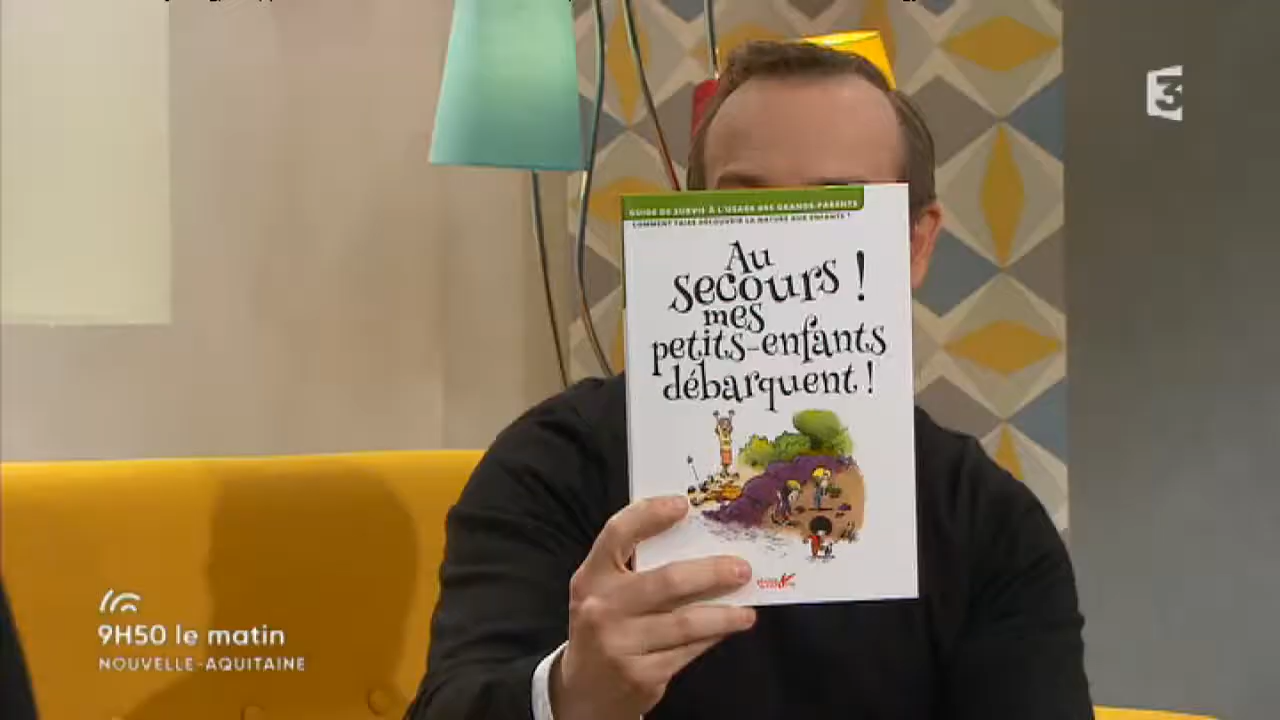 GUIDE DE SURVIE À L'USAGE DES GRANDS-PARENTS
COMMENT FAIRE DÉCOUVRIR LA NATURE AUX ENFANTS ?
Au
secours !
mes
petits-enfants
débarquent !
3
9H50 le matin
NOUVELLE-AQUITAINE